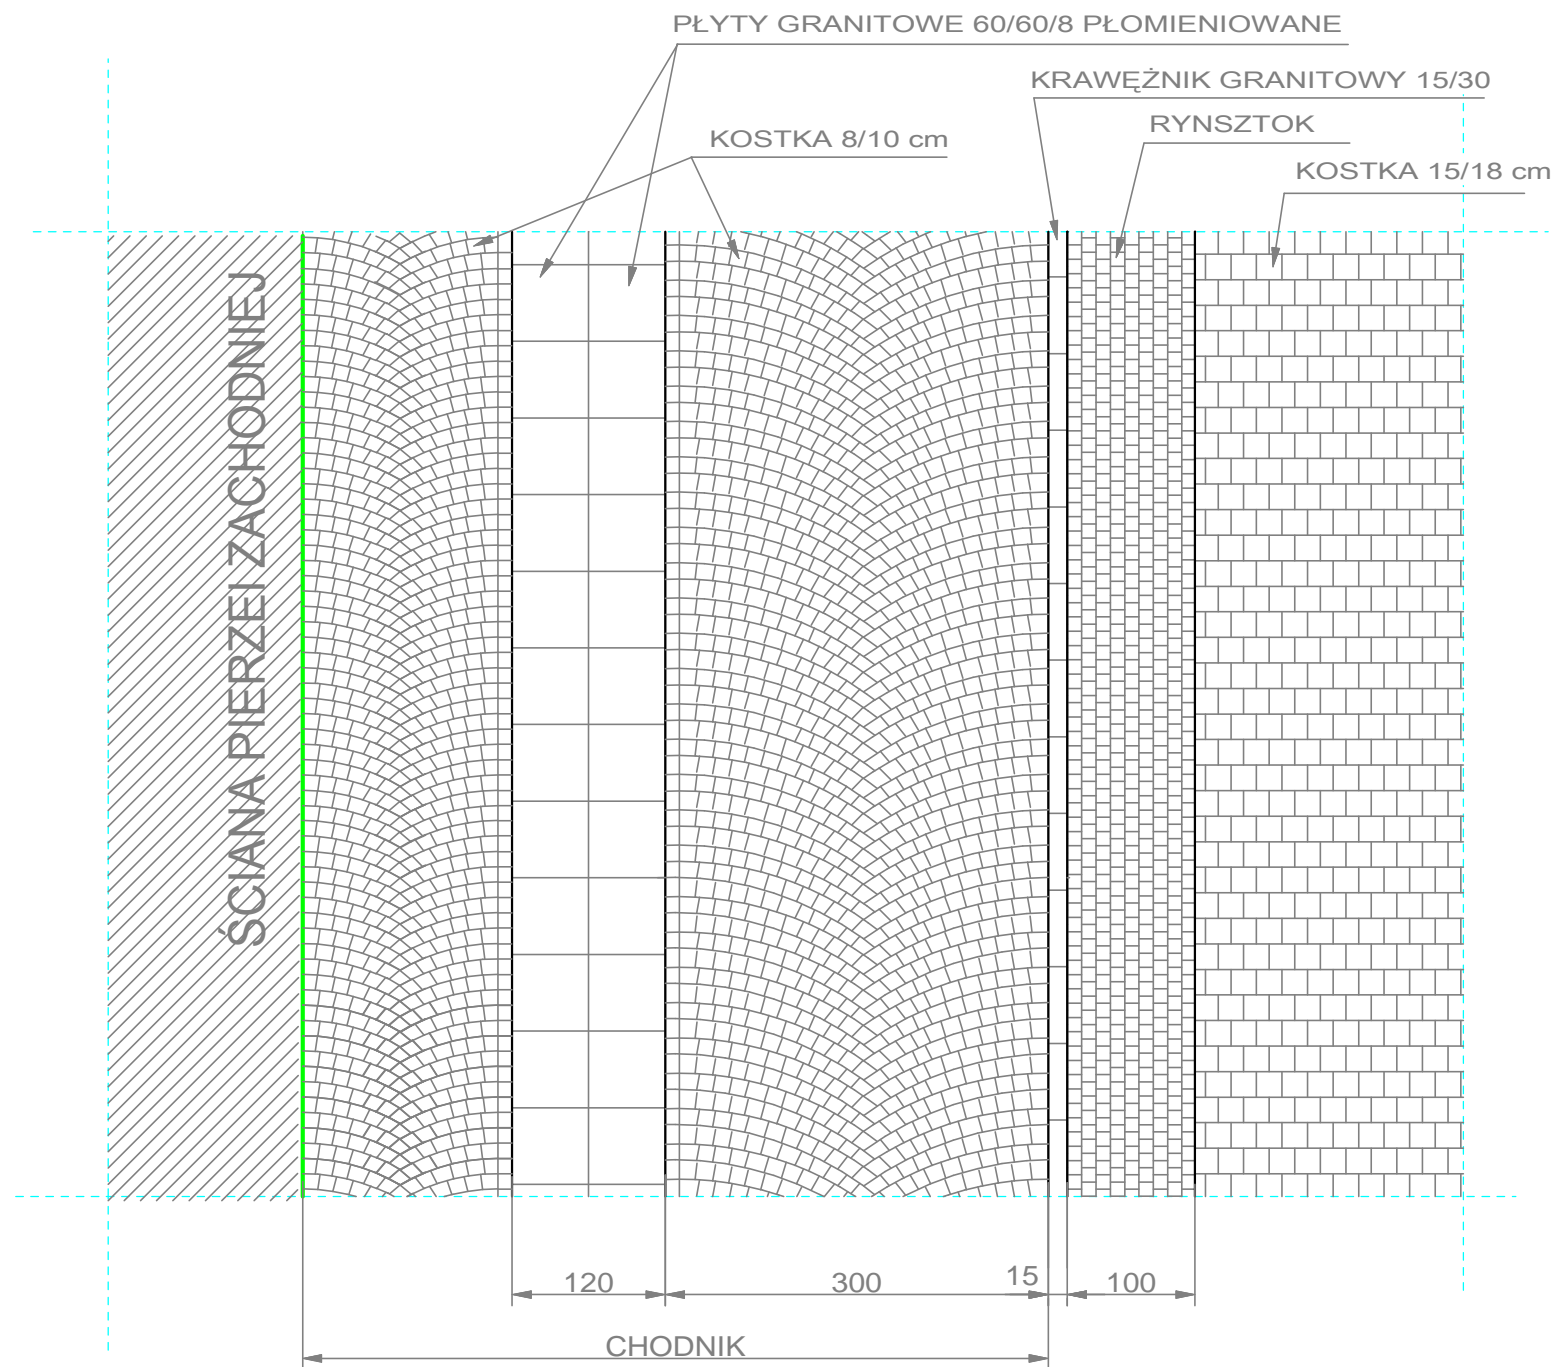 PŁYTY GRANITOWE 60/60/8 PŁOMIENIOWANE
KRAWĘŻNIK GRANITOWY 15/30
RYNSZTOK
KOSTKA 8/10 cm
KOSTKA 15/18 cm
ŚCIANA PIERZEI ZACHODNIEJ
120
300
15
100
CHODNIK